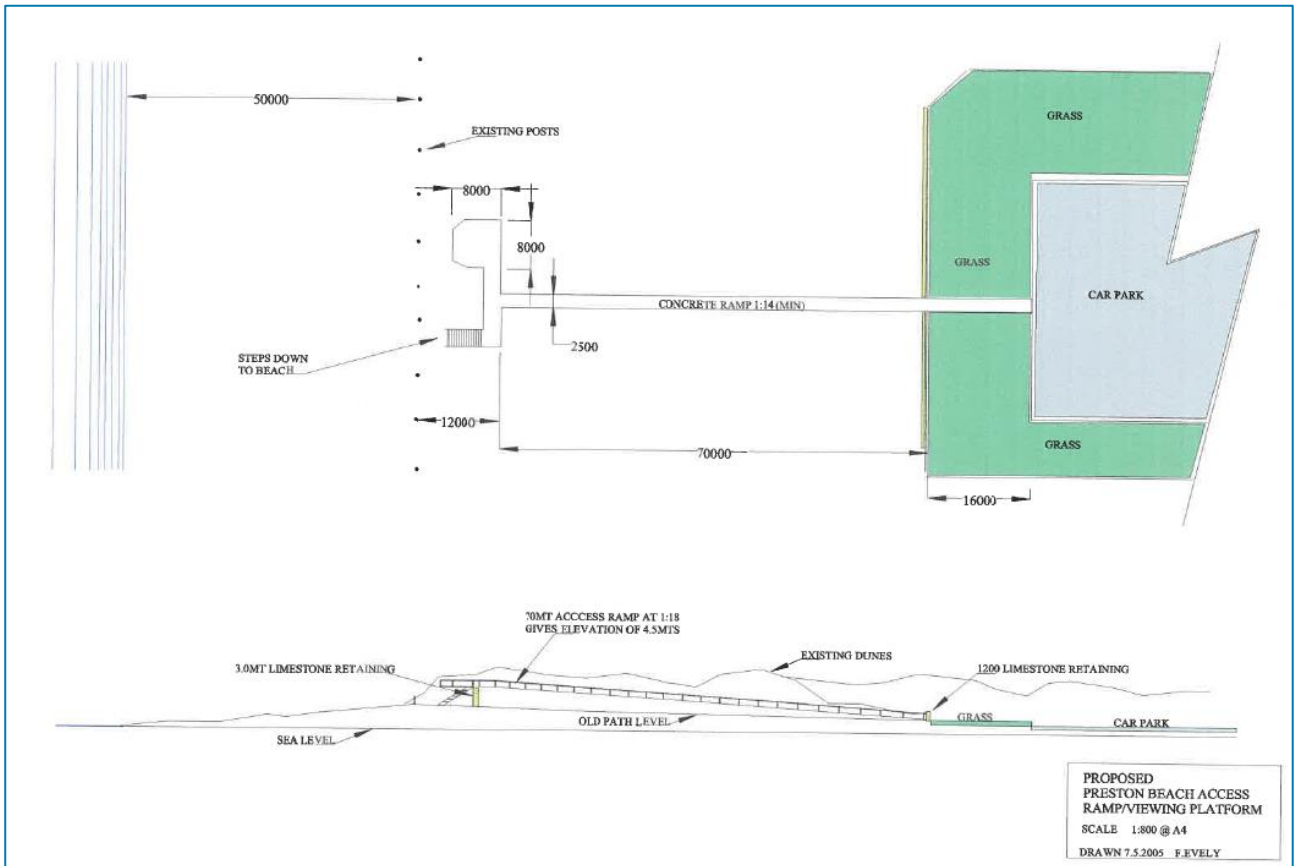 50000
EXISTING POSTS
8000
8000
GRASS
GRASS
CAR PARK
CONCRETE RAMP 1:14 (MIN)
2500
STEPS DOWN
TO BEACH
12000
70000
GRASS
16000
70MT ACCCESS RAMP AT 1:18
GIVES ELEVATION OF 4.5MTS
3.0MT LIMESTONE RETAINING
EXISTING DUNES
1200 LIMESTONE RETAINING
OLD PATH LEVEL
GRASS
CAR PARK
SEA LEVEL
PROPOSED
PRESTON BEACH ACCESS
RAMP/VIEWING PLATFORM
SCALE 1:800 @ A4
DRAWN 7.5.2005 F.EVELY